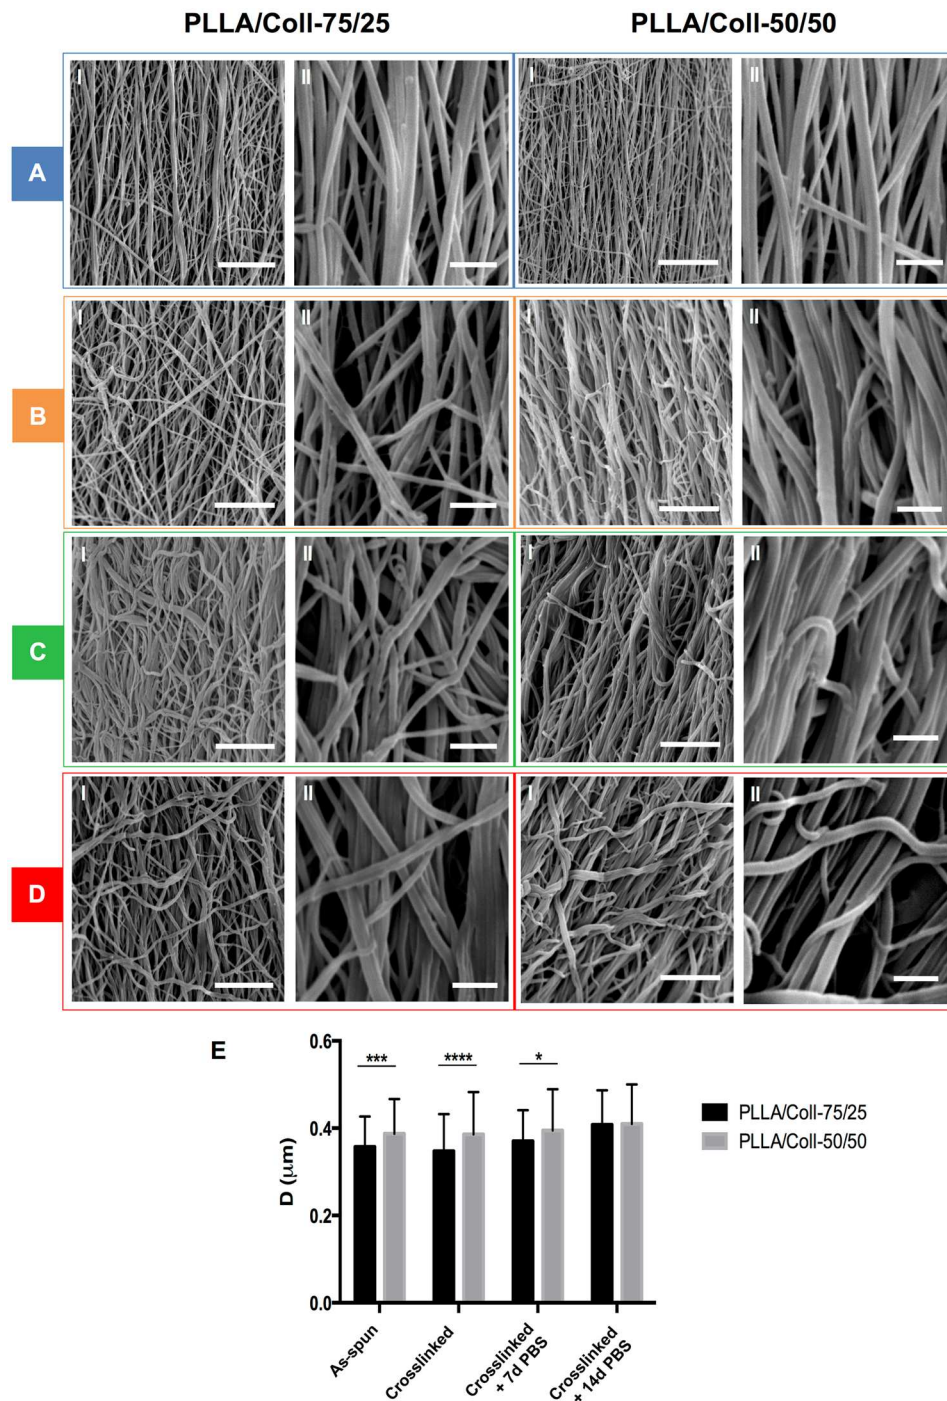 PLLA/Coll-75/25 PLLA/Coll-50/50
I II I II
A
I II I II
B
I II I II
C
I II I II
D
E
0.6
*** **** *
0.4
PLLA/Coll-75/25
PLLA/Coll-50/50
D (μm)
0.2
0.0
As-spun
Crosslinked
Crosslinked
+ 7d PBS
Crosslinked
+ 14d PBS